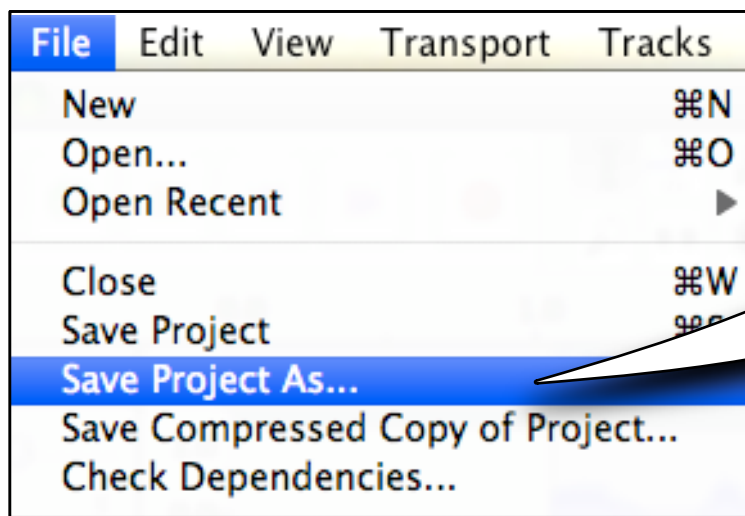 File Edit View Transport Tracks
New ⌘N
Open... ⌘O
Open Recent ▶
Close ⌘W
Save Project
Save Project As...
Save Compressed Copy of Project...
Check Dependencies...